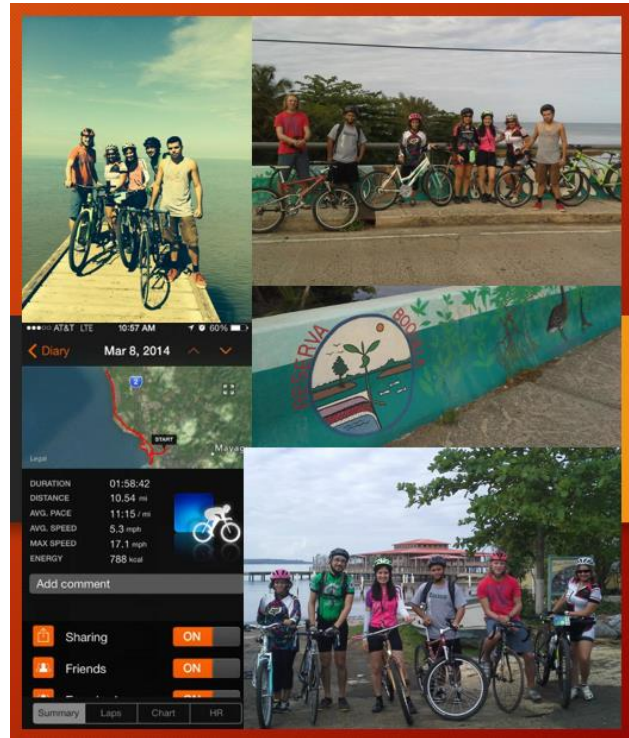 AT&T LTE 10:57 AM 60%
Diary Mar 8, 2014
2
START
Mayag
Legal
DURATION 01:58:42
DISTANCE 10.54 mi
AVG. PACE 11:15 / mi
AVG. SPEED 5.3 mph
MAX SPEED 17.1 mph
ENERGY 788 kcal
Add comment
Sharing ON
Friends ON
ON
Summary Laps Chart HR
RESERVA